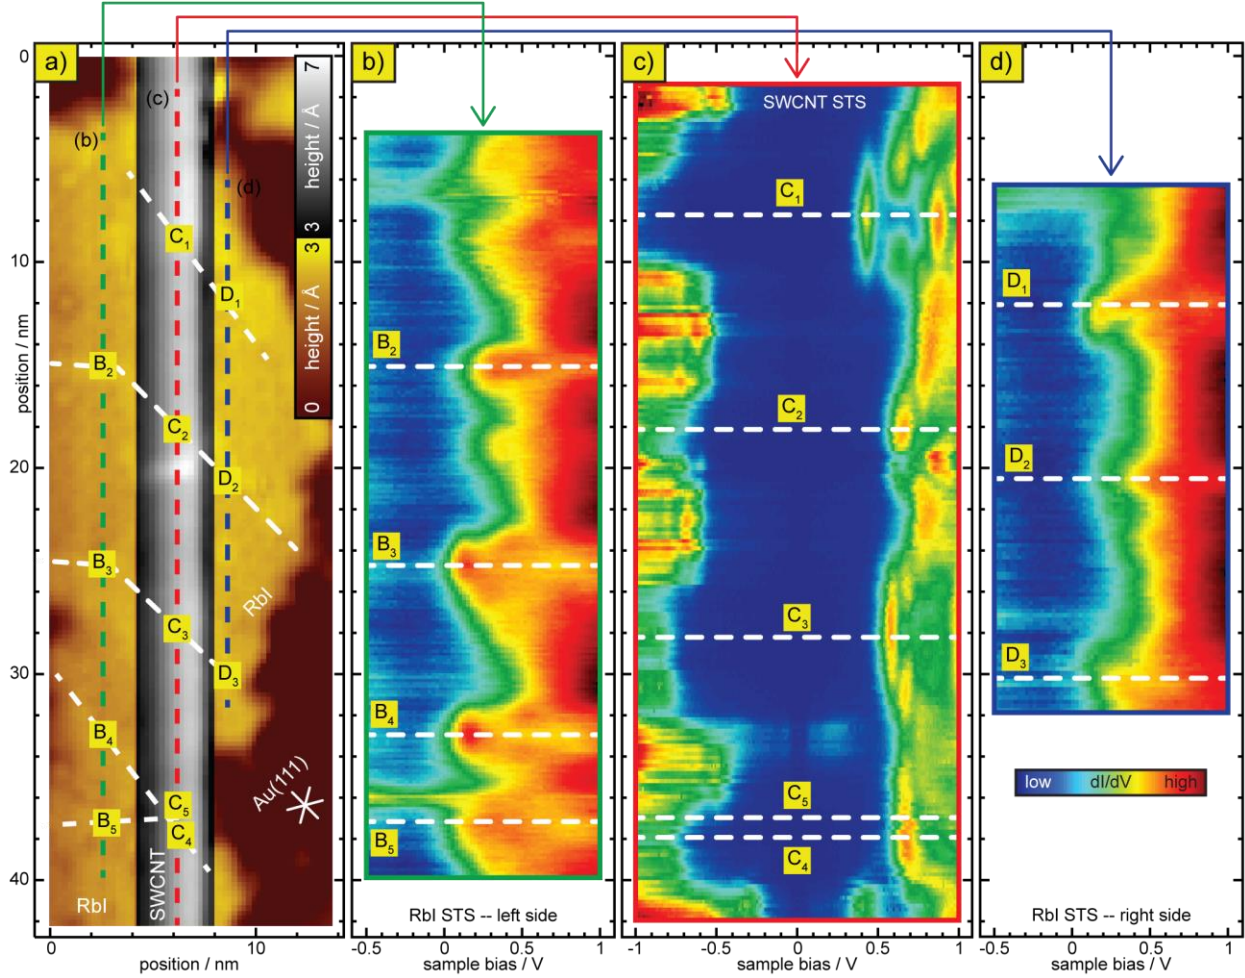 a)
b)
c)
d)
0
10
20
30
40
position / nm
(b)
(c)
(d)
7
height / Å
3
3
height / Å
0
C1
D1
B2
C2
D2
B3
C3
D3
B4
C5
B5
C4
RbI
Au(111)
RbI
SWCNT
0
10
position / nm
B2
B3
B4
B5
RbI STS -- left side
-0.5
0
0.5
1
sample bias / V
SWCNT STS
C1
C2
C3
C5
C4
-1
-0.5
0
0.5
1
sample bias / V
D1
D2
D3
low
dI/dV
high
RbI STS -- right side
-0.5
0
0.5
1
sample bias / V